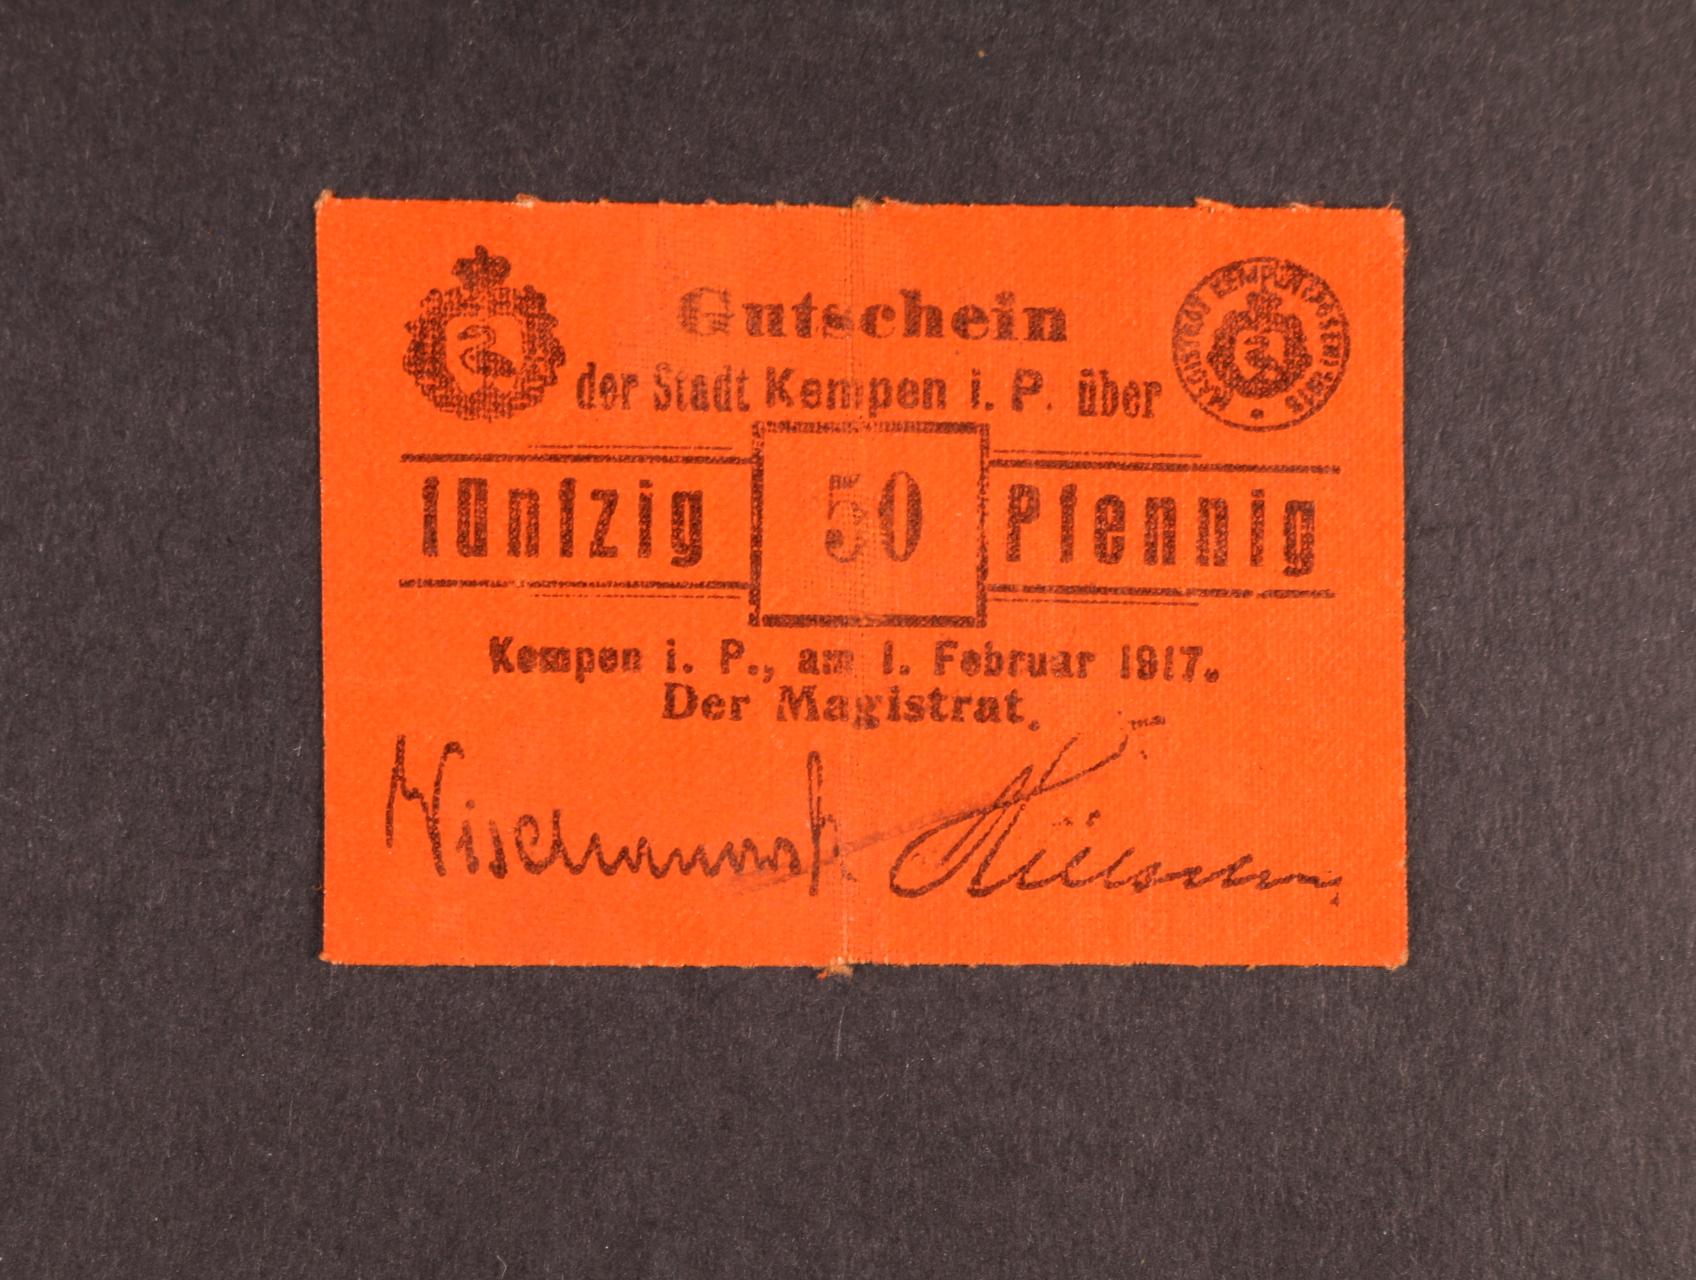 Gutschein
der Stadt Kempen i. P. über
fünfzig 50 Pfennig
Kempen i. P., am 1. Februar 1917.
Der Magistrat.